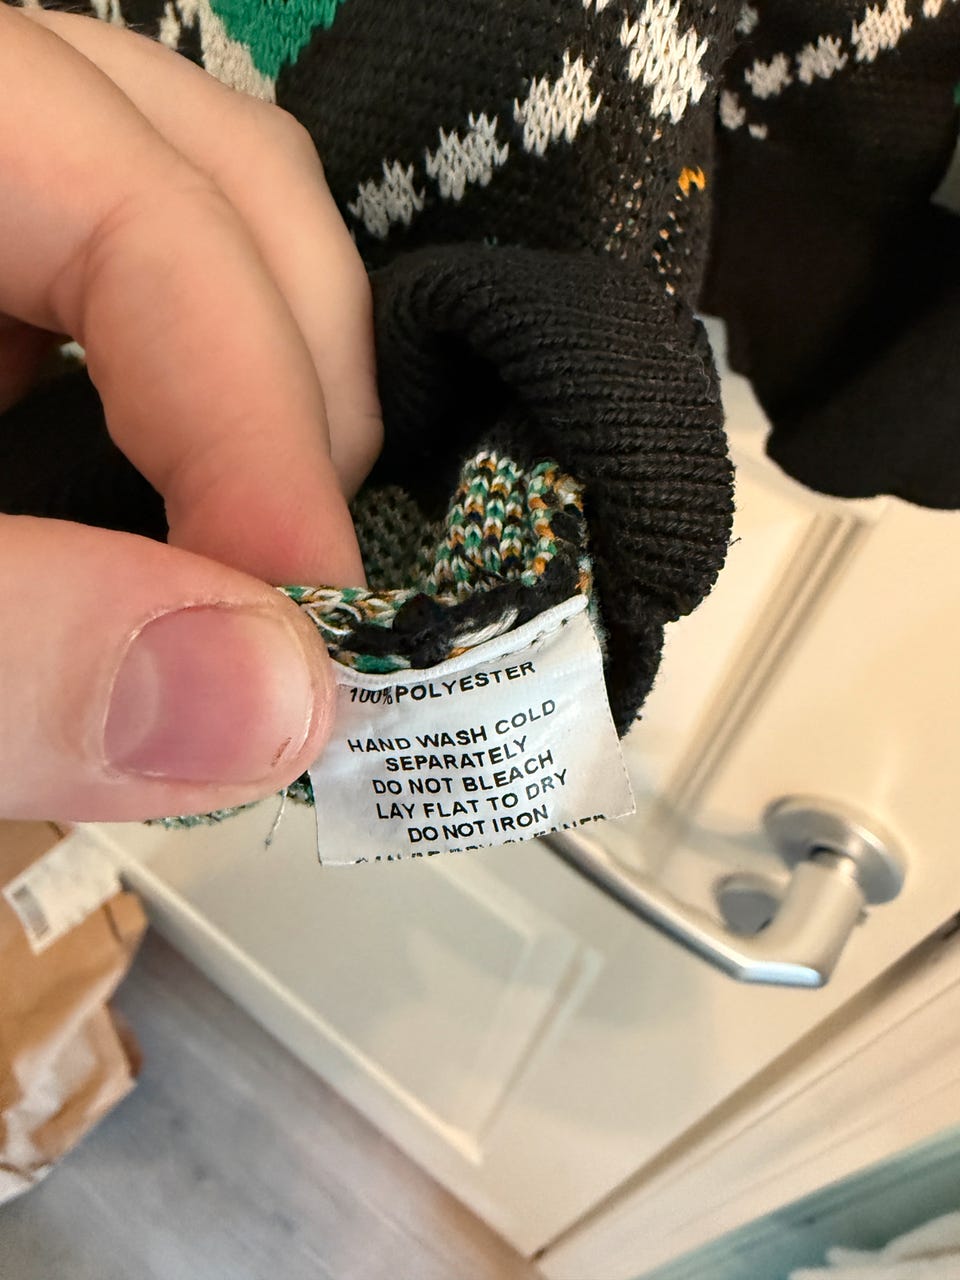 100% POLYESTER
HAND WASH COLD
SEPARATELY
DO NOT BLEACH
LAY FLAT TO DRY
DO NOT IRON